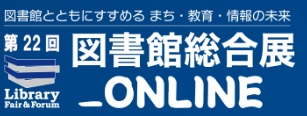 図書館とともにすすめる まち・教育・情報の未来
第22回
図書館総合展
_ONLINE
Library
Fair & Forum